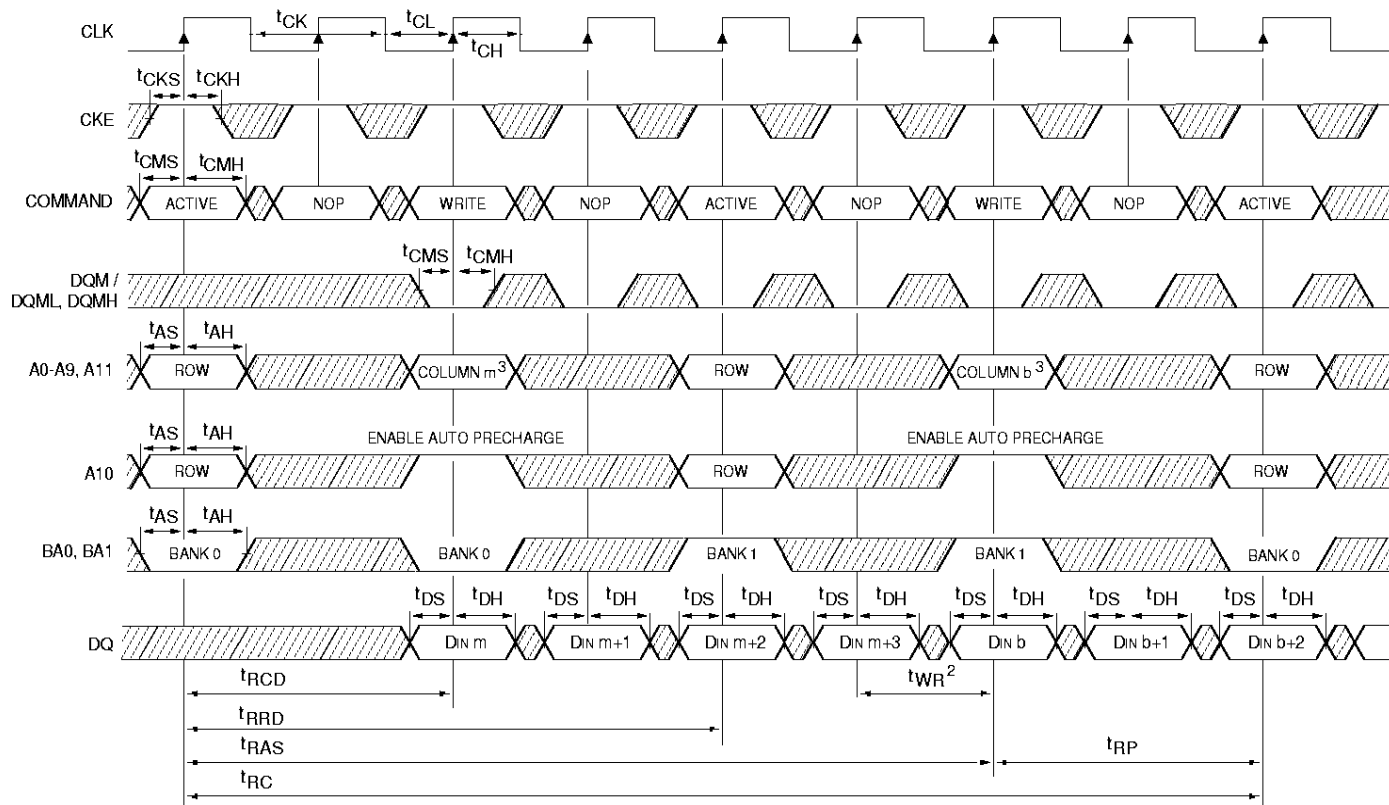 CLK
tCK
tCL
tCH
tCKS tCKH
CKE
tCMS tCMH
COMMAND ACTIVE NOP WRITE NOP ACTIVE NOP WRITE NOP ACTIVE
tCMS tCMH
DQM /
DQML, DQMH
tAS tAH
A0-A9, A11 ROW COLUMN m³ ROW COLUMN b³ ROW
tAS tAH ENABLE AUTO PRECHARGE ENABLE AUTO PRECHARGE
A10 ROW ROW ROW
tAS tAH
BA0, BA1 BANK 0 BANK 0 BANK 1 BANK 1 BANK 0
tDS tDH tDS tDH tDS tDH tDS tDH tDS tDH tDS tDH tDS tDH
DQ DIN m DIN m+1 DIN m+2 DIN m+3 DIN b DIN b+1 DIN b+2
tRCD tWR²
tRRD
tRAS tRP
tRC